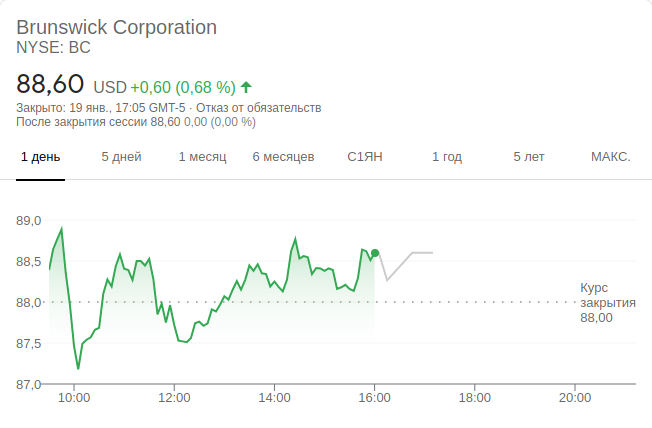 Brunswick Corporation
NYSE: BC
88,60 USD +0,60 (0,68 %)
Закрыто: 19 янв., 17:05 GMT-5 · Отказ от обязательств
После закрытия сессии 88,60 0,00 (0,00 %)
1 день 5 дней 1 месяц 6 месяцев С1ЯН 1 год 5 лет МАКС.
89,0
88,5
88,0
87,5
87,0
Курс
закрытия
88,00
10:00 12:00 14:00 16:00 18:00 20:00